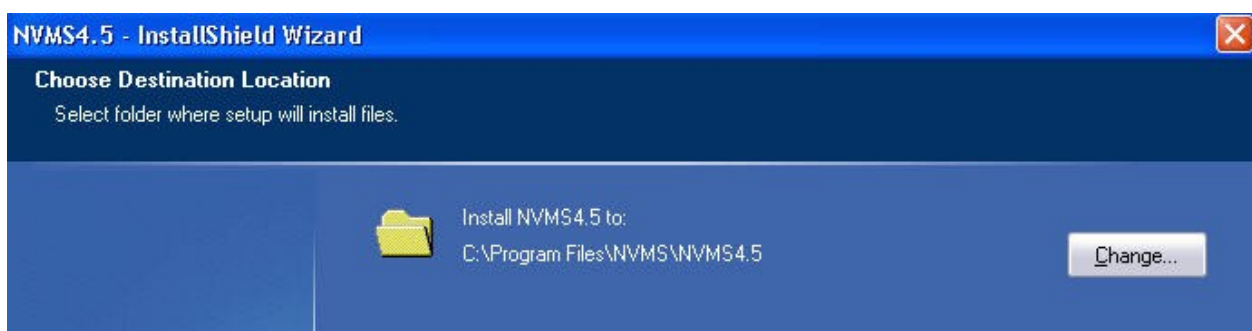 NVMS4.5 - InstallShield Wizard
Choose Destination Location
Select folder where setup will install files.
Install NVMS4.5 to:
C:\Program Files\NVMS\NVMS4.5
Change...